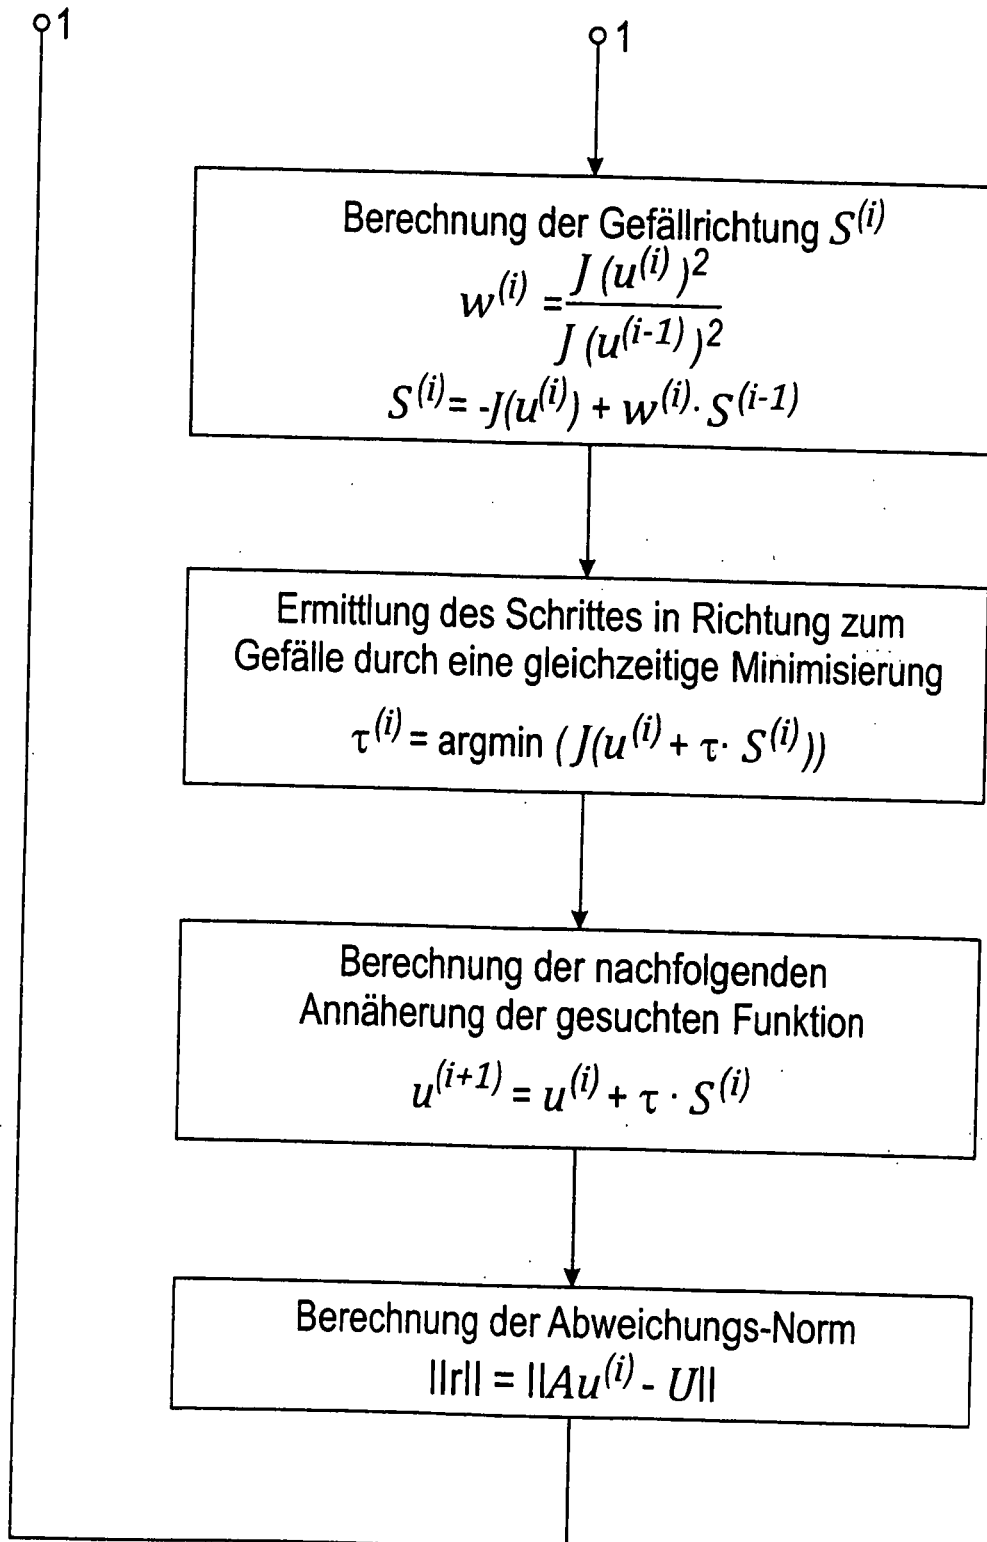 1
1
Berechnung der Gefällrichtung S^(i)
w^(i) = J (u^(i) )^2 / J (u^(i-1) )^2
S^(i) = -J(u^(i)) + w^(i) · S^(i-1)
Ermittlung des Schrittes in Richtung zum
Gefälle durch eine gleichzeitige Minimisierung
τ^(i) = argmin (J(u^(i) + τ · S^(i)))
Berechnung der nachfolgenden
Annäherung der gesuchten Funktion
u^(i+1) = u^(i) + τ · S^(i)
Berechnung der Abweichungs-Norm
||r|| = ||Au^(i) - U||